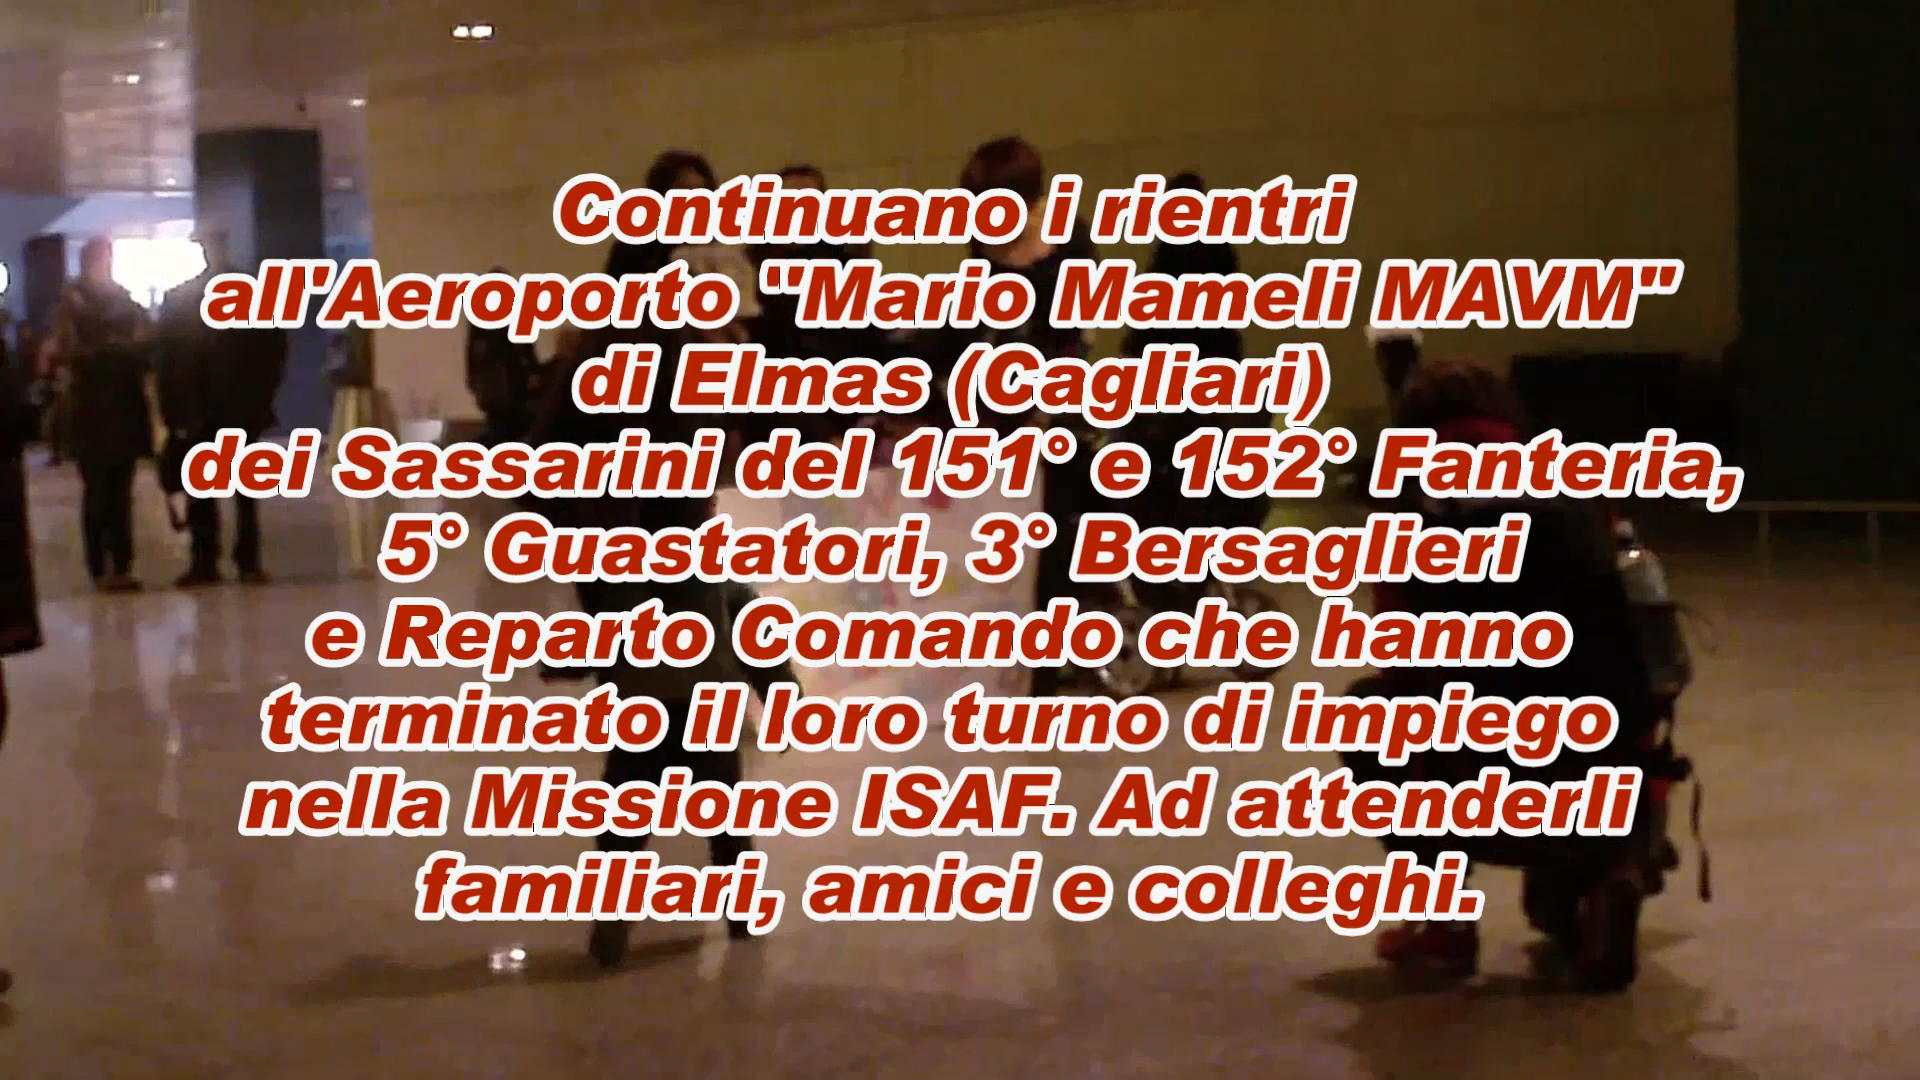 Continuano i rientri
all'Aeroporto "Mario Mameli MAVM"
di Elmas (Cagliari)
dei Sassarini del 151° e 152° Fanteria,
5° Guastatori, 3° Bersaglieri
e Reparto Comando che hanno
terminato il loro turno di impiego
nella Missione ISAF. Ad attenderli
familiari, amici e colleghi.